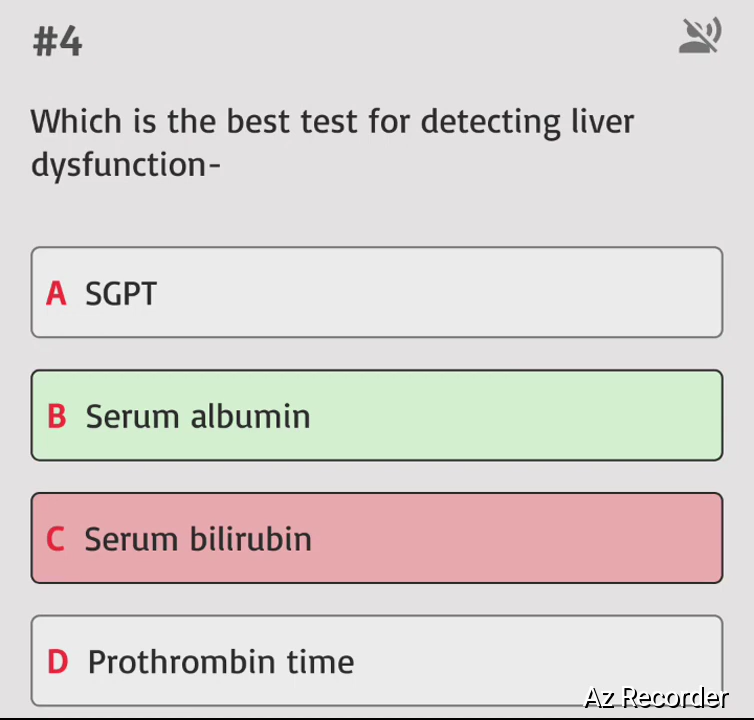 #4
Which is the best test for detecting liver
dysfunction-
A SGPT
B Serum albumin
C Serum bilirubin
D Prothrombin time
Az Recorder